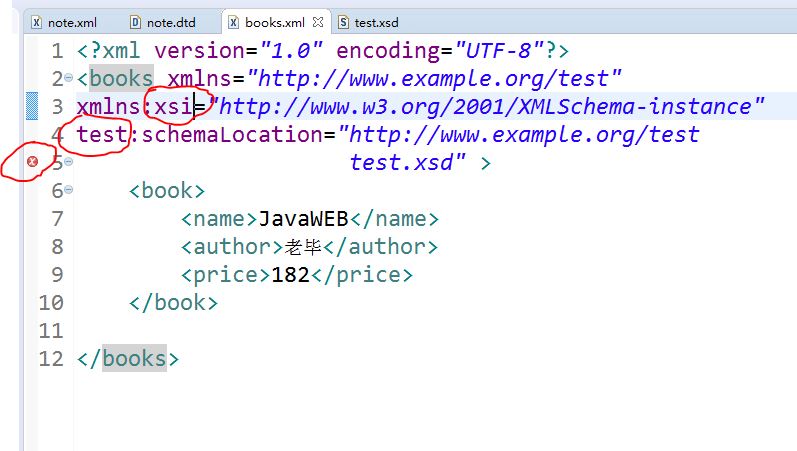 note.xml note.dtd books.xml test.xsd
1 <?xml version="1.0" encoding="UTF-8"?>
2 <books xmlns="http://www.example.org/test"
3 xmlns:xsi="http://www.w3.org/2001/XMLSchema-instance"
4 test:schemaLocation="http://www.example.org/test
5 test.xsd" >
6 <book>
7 <name>JavaWEB</name>
8 <author>老毕</author>
9 <price>182</price>
10 </book>
11
12 </books>